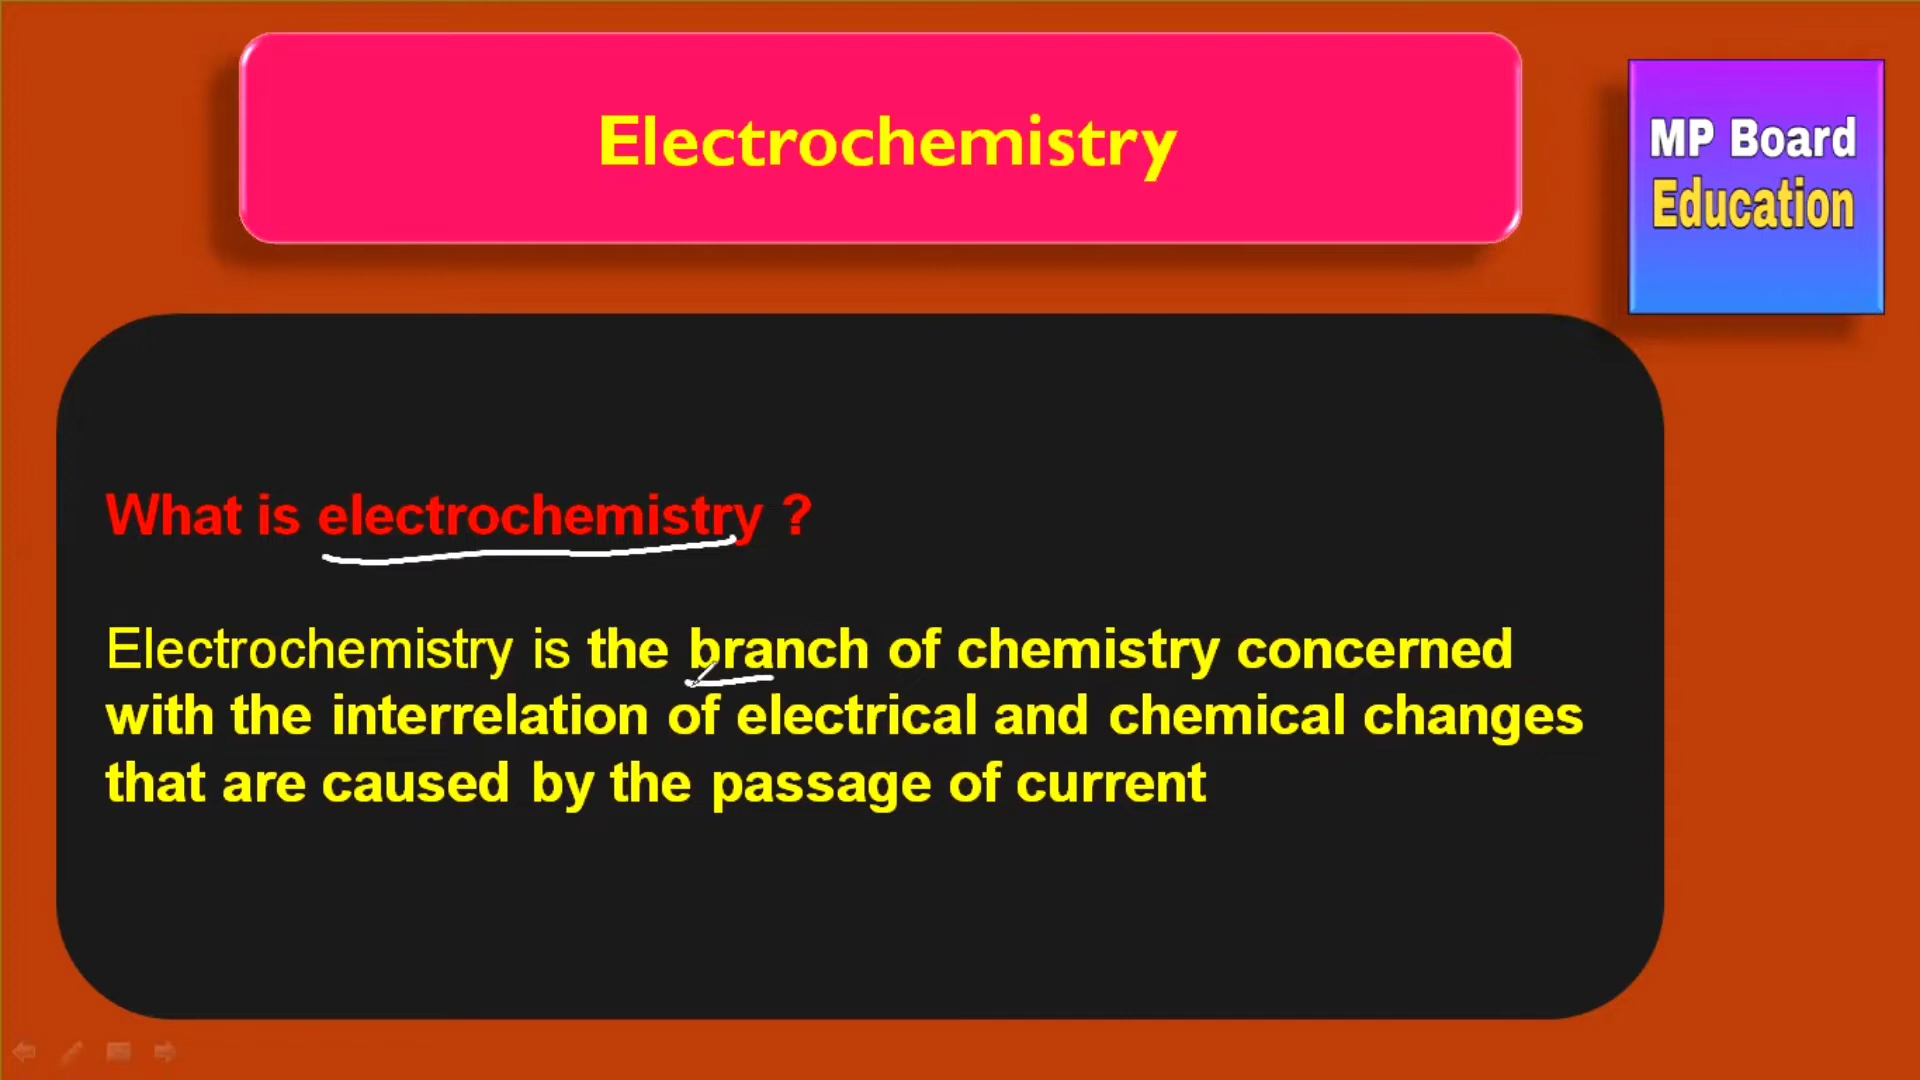 Electrochemistry
MP Board
Education
What is electrochemistry ?
Electrochemistry is the branch of chemistry concerned
with the interrelation of electrical and chemical changes
that are caused by the passage of current